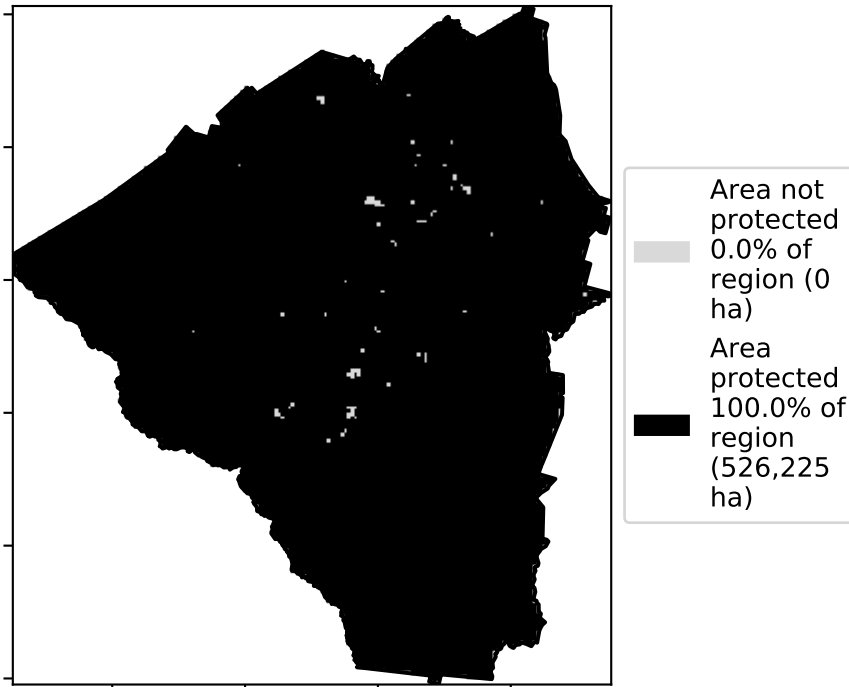 Area not
protected
0.0% of
region (0
ha)
Area
protected
100.0% of
region
(526,225
ha)